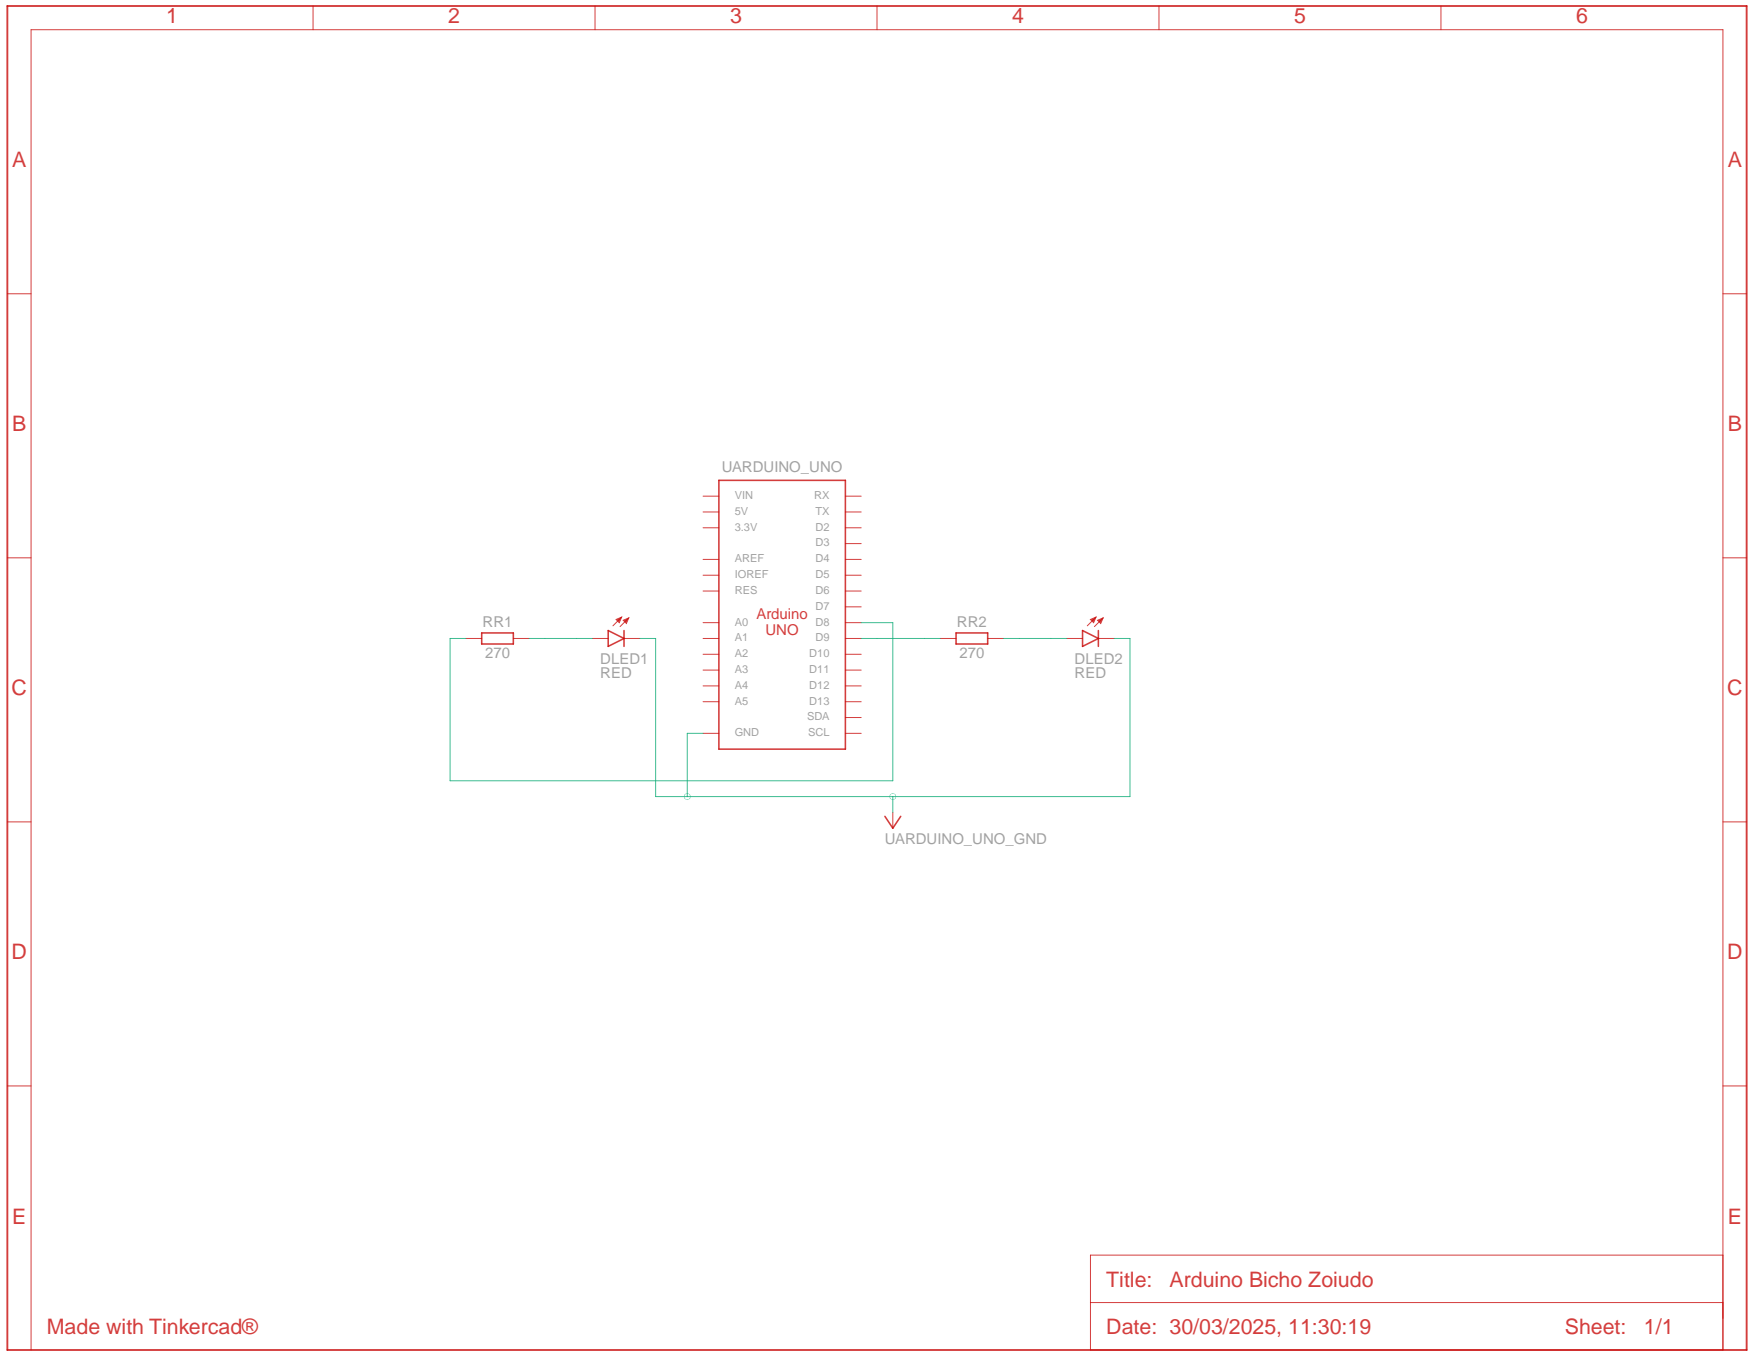 1 2 3 4 5 6
A A
B B
UARDUINO_UNO
VIN RX
5V TX
3.3V D2
D3
AREF D4
IOREF D5
RES D6
D7
Arduino
UNO
A0 D8
A1 D9
A2 D10
A3 D11
A4 D12
A5 D13
SDA
GND SCL
RR1
270
DLED1
RED
RR2
270
DLED2
RED
C C
UARDUINO_UNO_GND
D D
E E
Title: Arduino Bicho Zoiudo
Date: 30/03/2025, 11:30:19 Sheet: 1/1
Made with Tinkercad®